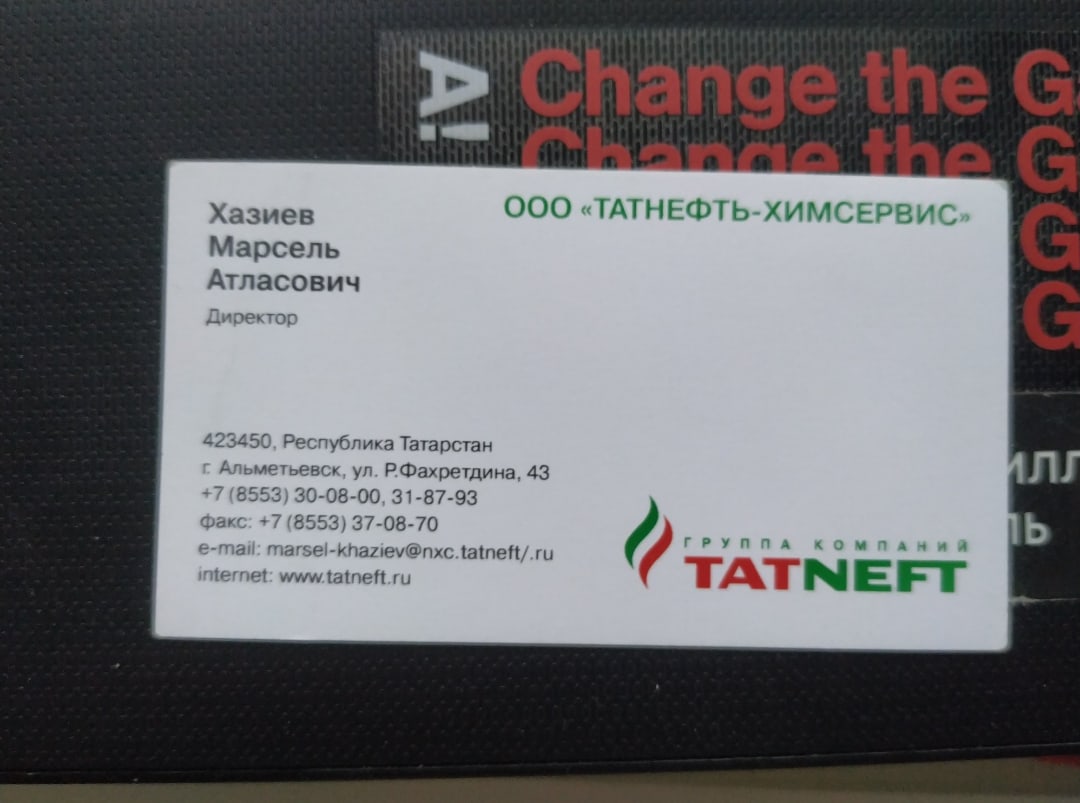 A!
Change the G
Change the G
G
G
Хазиев
Марсель
Атласович
Директор
ООО «ТАТНЕФТЬ-ХИМСЕРВИС»
423450, Республика Татарстан
г. Альметьевск, ул. Р.Фахретдина, 43
+7 (8553) 30-08-00, 31-87-93
факс: +7 (8553) 37-08-70
e-mail: marsel-khaziev@nxc.tatneft/.ru
internet: www.tatneft.ru
ГРУППА КОМПАНИЙ
TATNEFT